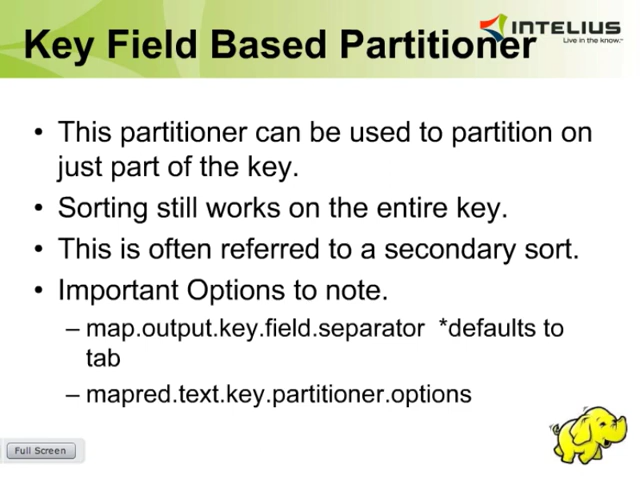 Key Field Based Partitioner
INTELIUS
Live in the know.™
• This partitioner can be used to partition on
just part of the key.
• Sorting still works on the entire key.
• This is often referred to a secondary sort.
• Important Options to note.
– map.output.key.field.separator *defaults to
tab
– mapred.text.key.partitioner.options
Full Screen